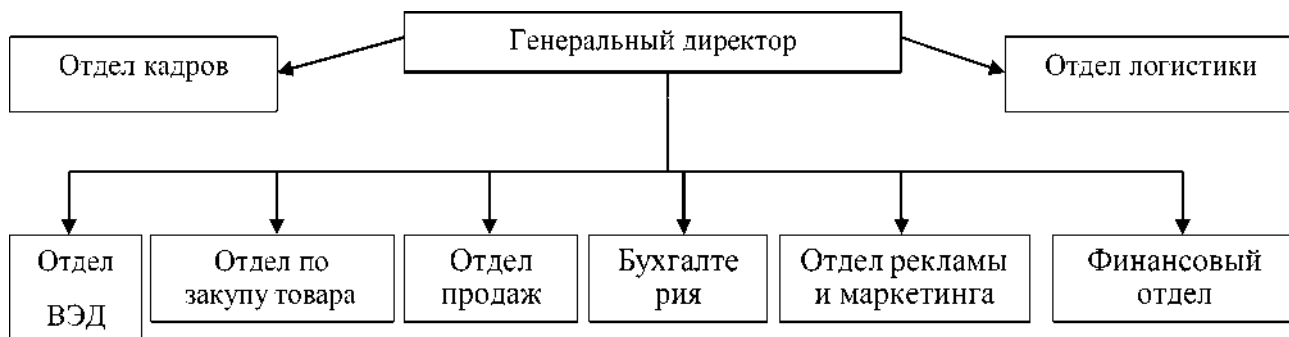 Генеральный директор
Отдел кадров
Отдел логистики
Отдел
ВЭД
Отдел по
закупу товара
Отдел
продаж
Бухгалте
рия
Отдел рекламы
и маркетинга
Финансовый
отдел